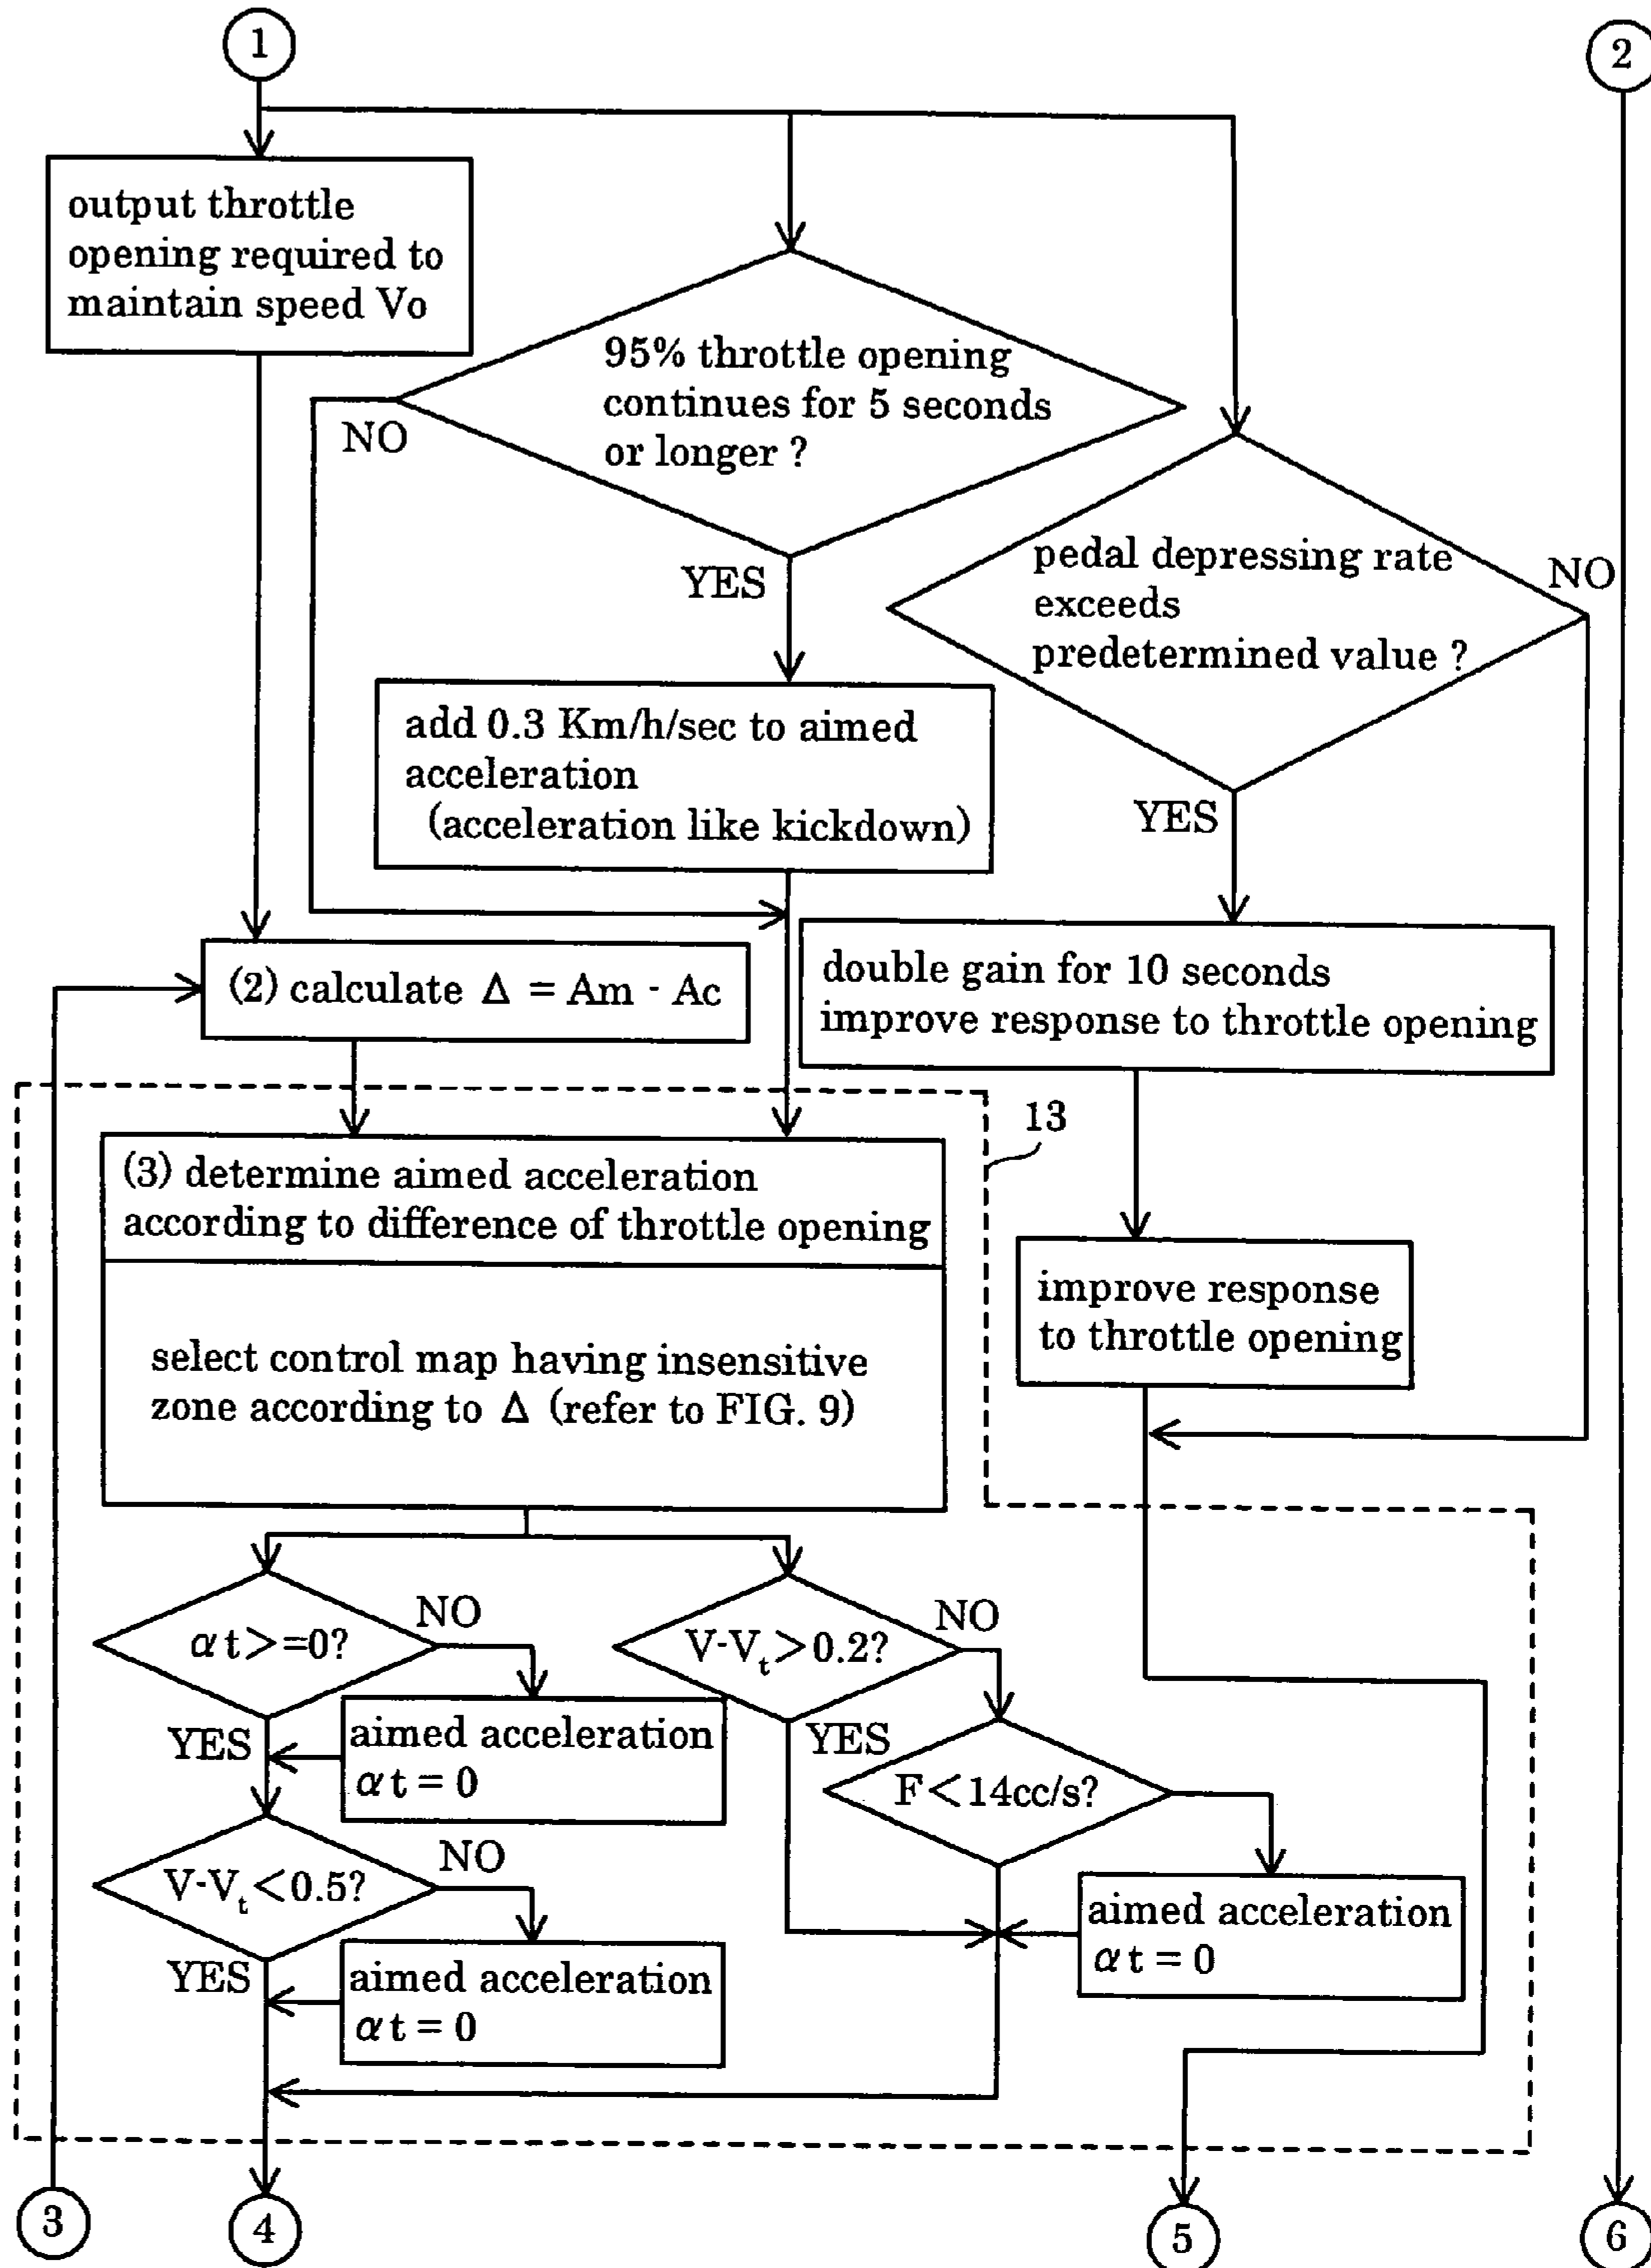 1
2
output throttle
opening required to
maintain speed Vo
95% throttle opening
continues for 5 seconds
or longer ?
NO
YES
pedal depressing rate
exceeds
predetermined value ?
NO
YES
add 0.3 Km/h/sec to aimed
acceleration
(acceleration like kickdown)
(2) calculate Δ = Am - Ac
double gain for 10 seconds
improve response to throttle opening
13
(3) determine aimed acceleration
according to difference of throttle opening
select control map having insensitive
zone according to Δ (refer to FIG. 9)
improve response
to throttle opening
αt>=0?
NO
YES
aimed acceleration
αt = 0
V-Vt>0.2?
NO
YES
F<14cc/s?
aimed acceleration
αt = 0
V-Vt<0.5?
NO
YES
aimed acceleration
αt = 0
3
4
5
6